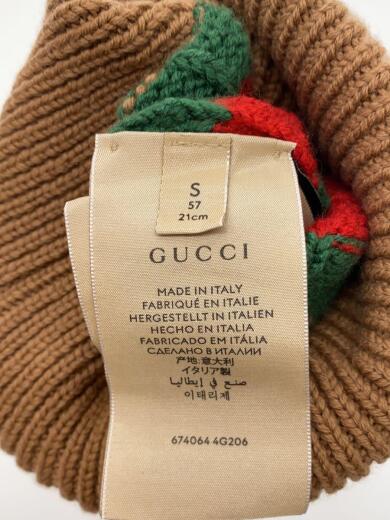 S
57
21cm
GUCCI
MADE IN ITALY
FABRIQUÉ EN ITALIE
HERGESTELLT IN ITALIEN
HECHO EN ITALIA
FABRICADO EM ITÁLIA
СДЕЛАНО В ИТАЛИИ
产地:意大利
イタリア製
صنع في إيطاليا
이태리제
674064 4G206